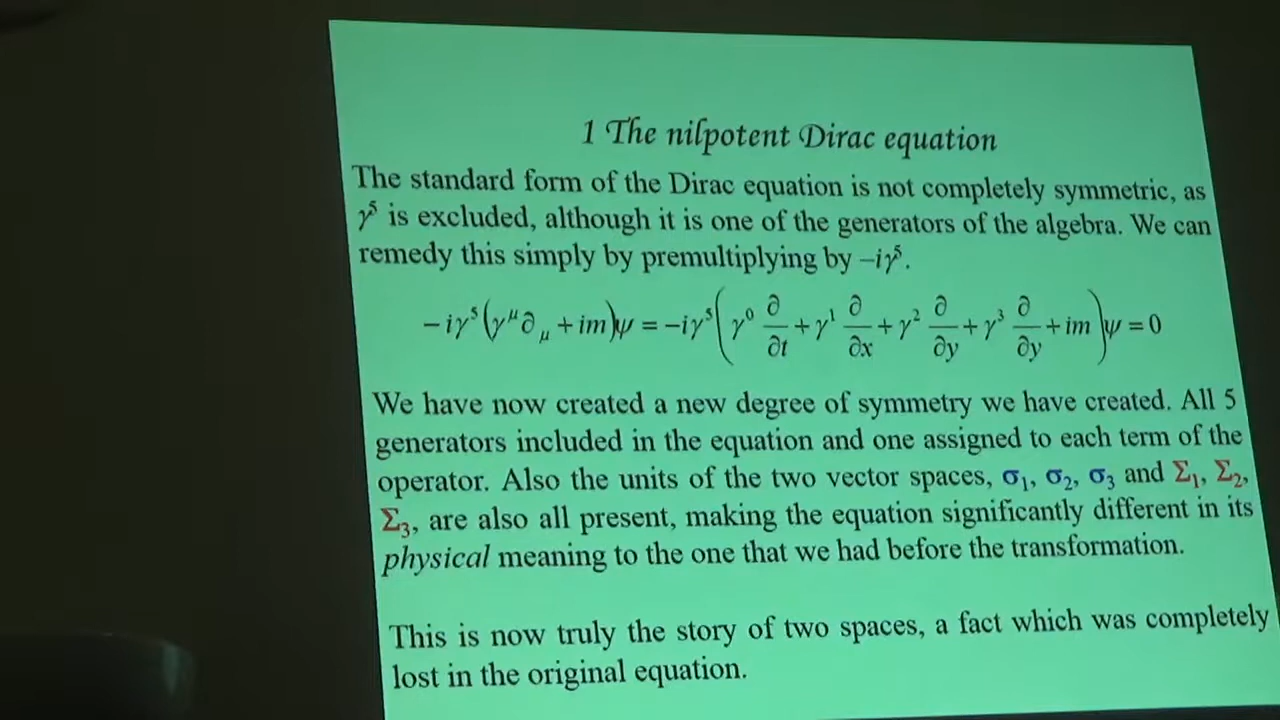 1 The nilpotent Dirac equation
The standard form of the Dirac equation is not completely symmetric, as
γ⁵ is excluded, although it is one of the generators of the algebra. We can
remedy this simply by premultiplying by –iγ⁵.
−iγ⁵(γ^μ ∂_μ + im)ψ = −iγ⁵(γ⁰ ∂/∂t + γ¹ ∂/∂x + γ² ∂/∂y + γ³ ∂/∂y + im)ψ = 0
We have now created a new degree of symmetry we have created. All 5
generators included in the equation and one assigned to each term of the
operator. Also the units of the two vector spaces, σ₁, σ₂, σ₃ and Σ₁, Σ₂,
Σ₃, are also all present, making the equation significantly different in its
physical meaning to the one that we had before the transformation.
This is now truly the story of two spaces, a fact which was completely
lost in the original equation.